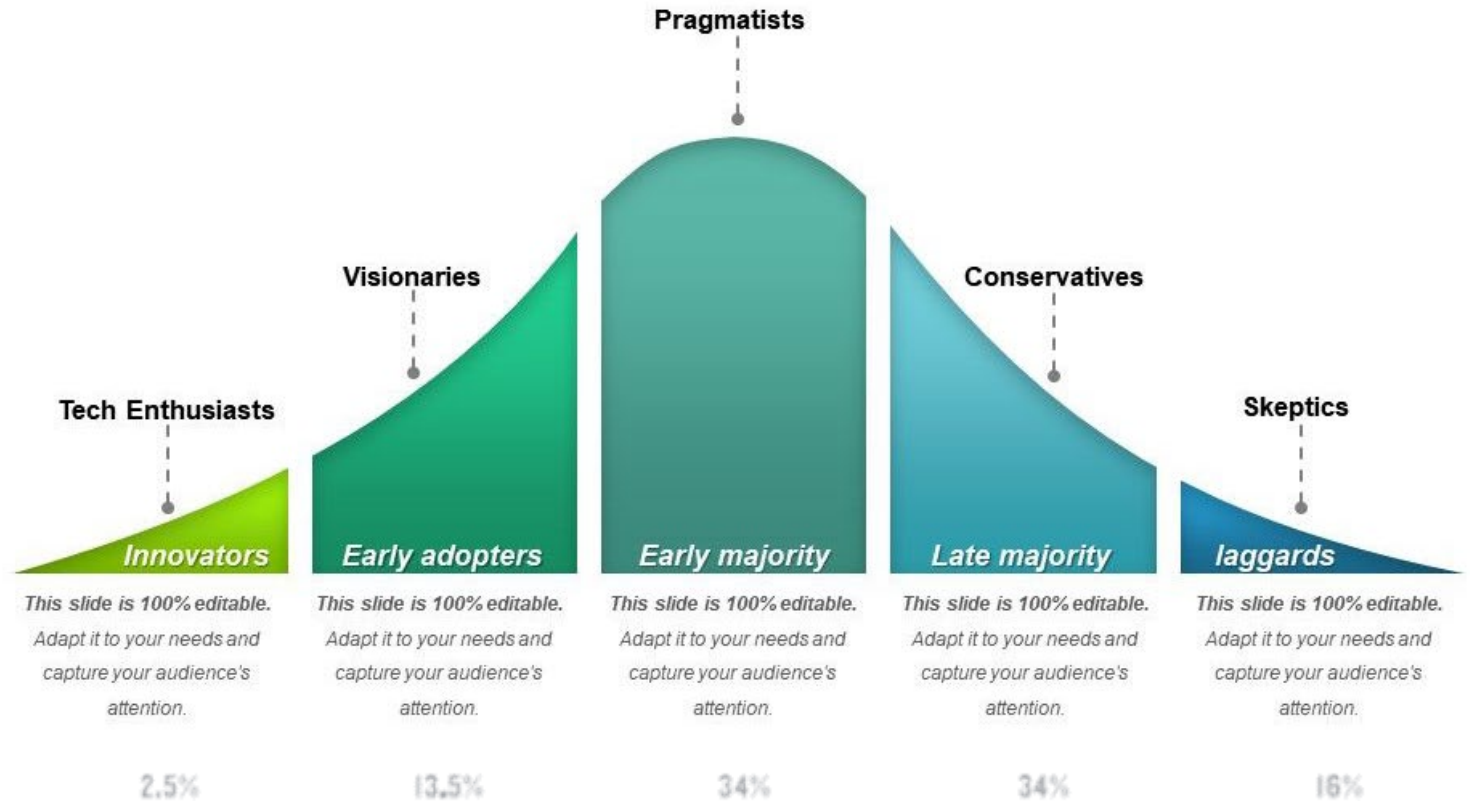 Pragmatists
Visionaries
Conservatives
Tech Enthusiasts
Skeptics
Innovators
Early adopters
Early majority
Late majority
laggards
This slide is 100% editable.
Adapt it to your needs and
capture your audience's
attention.
This slide is 100% editable.
Adapt it to your needs and
capture your audience's
attention.
This slide is 100% editable.
Adapt it to your needs and
capture your audience's
attention.
This slide is 100% editable.
Adapt it to your needs and
capture your audience's
attention.
This slide is 100% editable.
Adapt it to your needs and
capture your audience's
attention.
2.5%
13.5%
34%
34%
16%